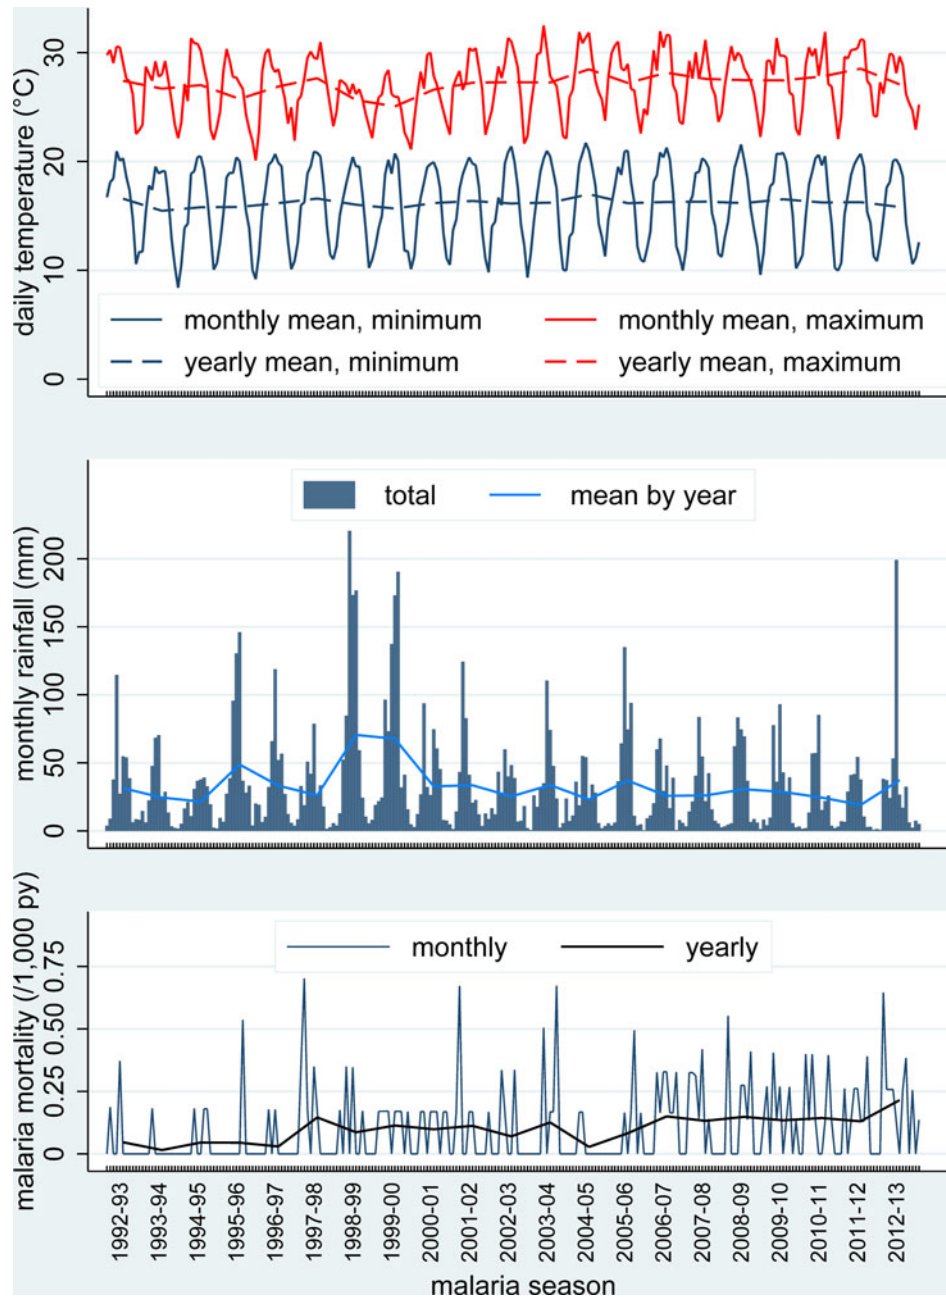 daily temperature (°C)
30
20
10
0
monthly mean, minimum
monthly mean, maximum
yearly mean, minimum
yearly mean, maximum
monthly rainfall (mm)
total
mean by year
200
150
100
50
0
malaria mortality (/1,000 py)
monthly
yearly
0.75
0.50
0.25
0
1992-93
1993-94
1994-95
1995-96
1996-97
1997-98
1998-99
1999-00
2000-01
2001-02
2002-03
2003-04
2004-05
2005-06
2006-07
2007-08
2008-09
2009-10
2010-11
2011-12
2012-13
malaria season